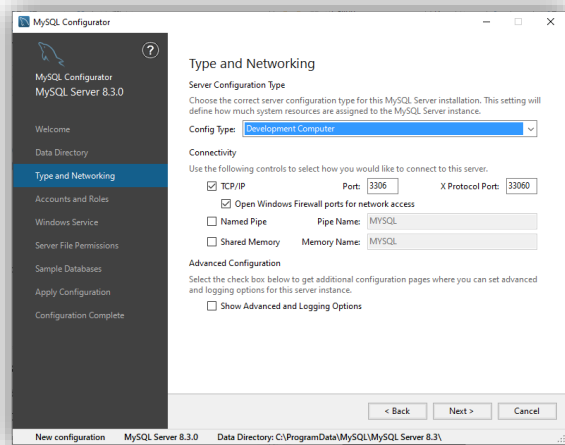 MySQL Configurator
MySQL Configurator
MySQL Server 8.3.0
?
Welcome
Data Directory
Type and Networking
Accounts and Roles
Windows Service
Server File Permissions
Sample Databases
Apply Configuration
Configuration Complete
Type and Networking
Server Configuration Type
Choose the correct server configuration type for this MySQL Server installation. This setting will
define how much system resources are assigned to the MySQL Server instance.
Config Type: Development Computer
Connectivity
Use the following controls to select how you would like to connect to this server.
TCP/IP Port: 3306 X Protocol Port: 33060
Open Windows Firewall ports for network access
Named Pipe Pipe Name: MYSQL
Shared Memory Memory Name: MYSQL
Advanced Configuration
Select the check box below to get additional configuration pages where you can set advanced
and logging options for this server instance.
Show Advanced and Logging Options
< Back Next > Cancel
New configuration MySQL Server 8.3.0 Data Directory: C:\ProgramData\MySQL\MySQL Server 8.3\